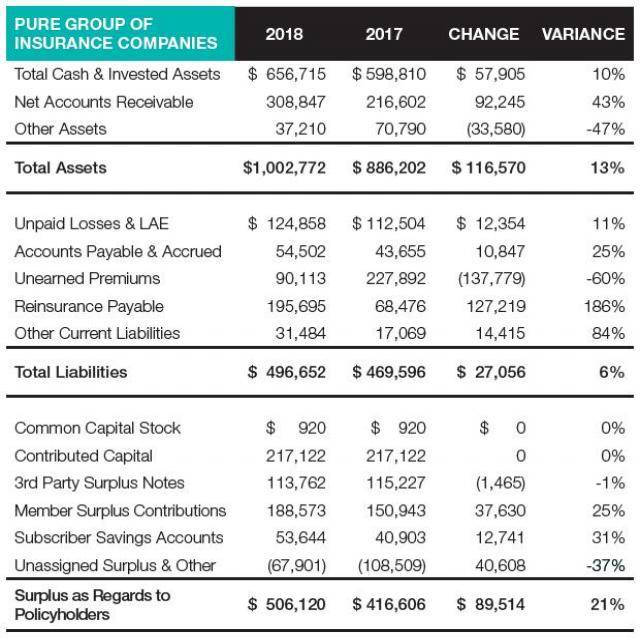 PURE GROUP OF
INSURANCE COMPANIES 2018 2017 CHANGE VARIANCE
Total Cash & Invested Assets $ 656,715 $ 598,810 $ 57,905 10%
Net Accounts Receivable 308,847 216,602 92,245 43%
Other Assets 37,210 70,790 (33,580) -47%
Total Assets $1,002,772 $ 886,202 $ 116,570 13%
Unpaid Losses & LAE $ 124,858 $ 112,504 $ 12,354 11%
Accounts Payable & Accrued 54,502 43,655 10,847 25%
Unearned Premiums 90,113 227,892 (137,779) -60%
Reinsurance Payable 195,695 68,476 127,219 186%
Other Current Liabilities 31,484 17,069 14,415 84%
Total Liabilities $ 496,652 $ 469,596 $ 27,056 6%
Common Capital Stock $ 920 $ 920 $ 0 0%
Contributed Capital 217,122 217,122 0 0%
3rd Party Surplus Notes 113,762 115,227 (1,465) -1%
Member Surplus Contributions 188,573 150,943 37,630 25%
Subscriber Savings Accounts 53,644 40,903 12,741 31%
Unassigned Surplus & Other (67,901) (108,509) 40,608 -37%
Surplus as Regards to
Policyholders $ 506,120 $ 416,606 $ 89,514 21%